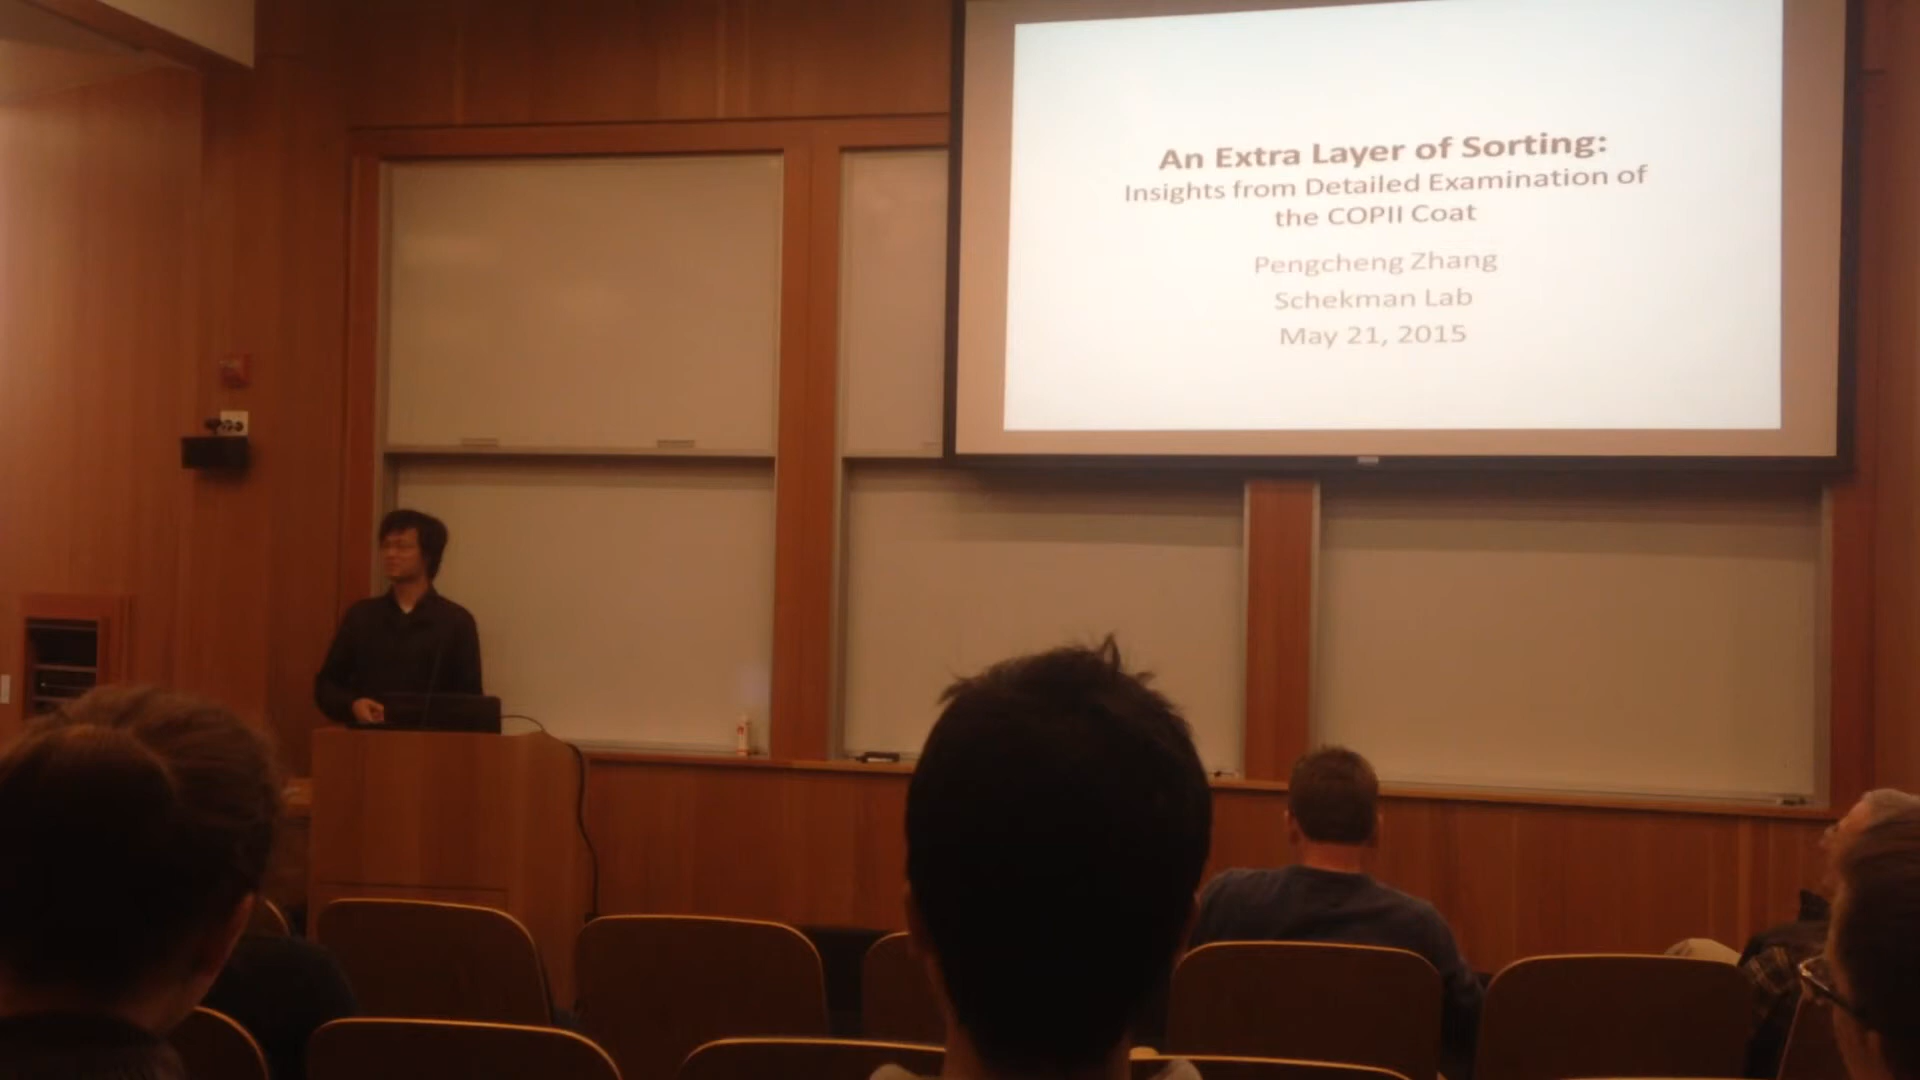 An Extra Layer of Sorting:
Insights from Detailed Examination of
the COPII Coat
Pengcheng Zhang
Schekman Lab
May 21, 2015